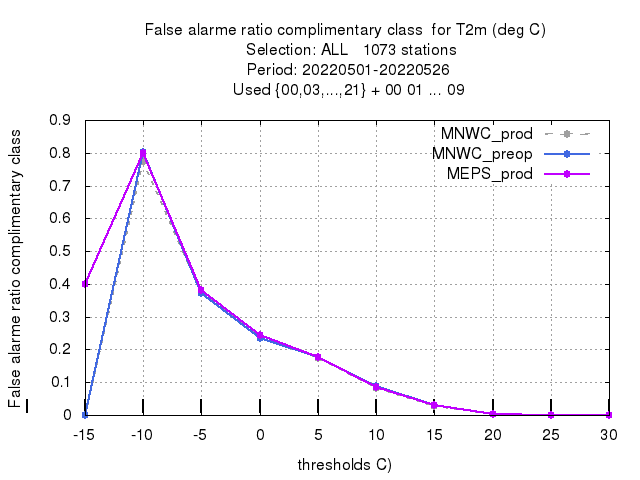 False alarme ratio complimentary class  for T2m (deg C)
Selection: ALL   1073 stations
Period: 20220501-20220526
Used {00,03,...,21} + 00 01 ... 09
MNWC_prod
MNWC_preop
MEPS_prod
False alarme ratio complimentary class
0.9
0.8
0.7
0.6
0.5
0.4
0.3
0.2
0.1
0
-15 -10 -5 0 5 10 15 20 25 30
thresholds C)